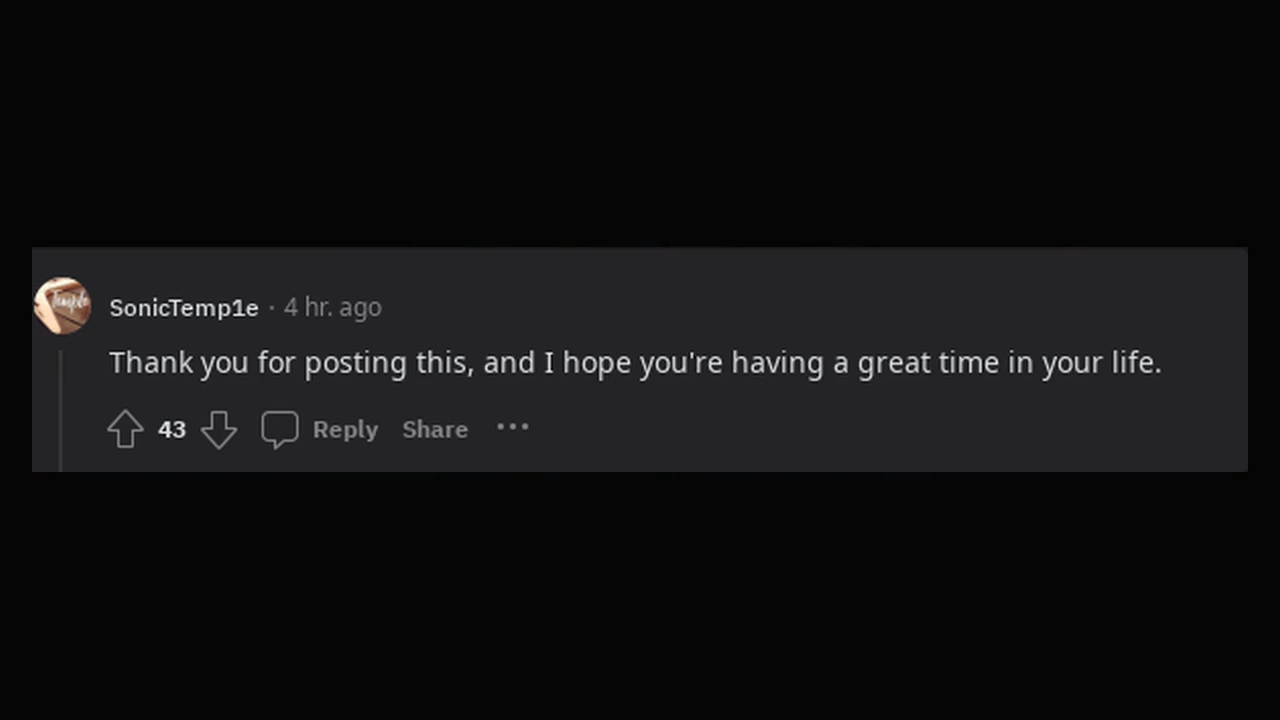 SonicTemp1e · 4 hr. ago
Thank you for posting this, and I hope you're having a great time in your life.
43 Reply Share